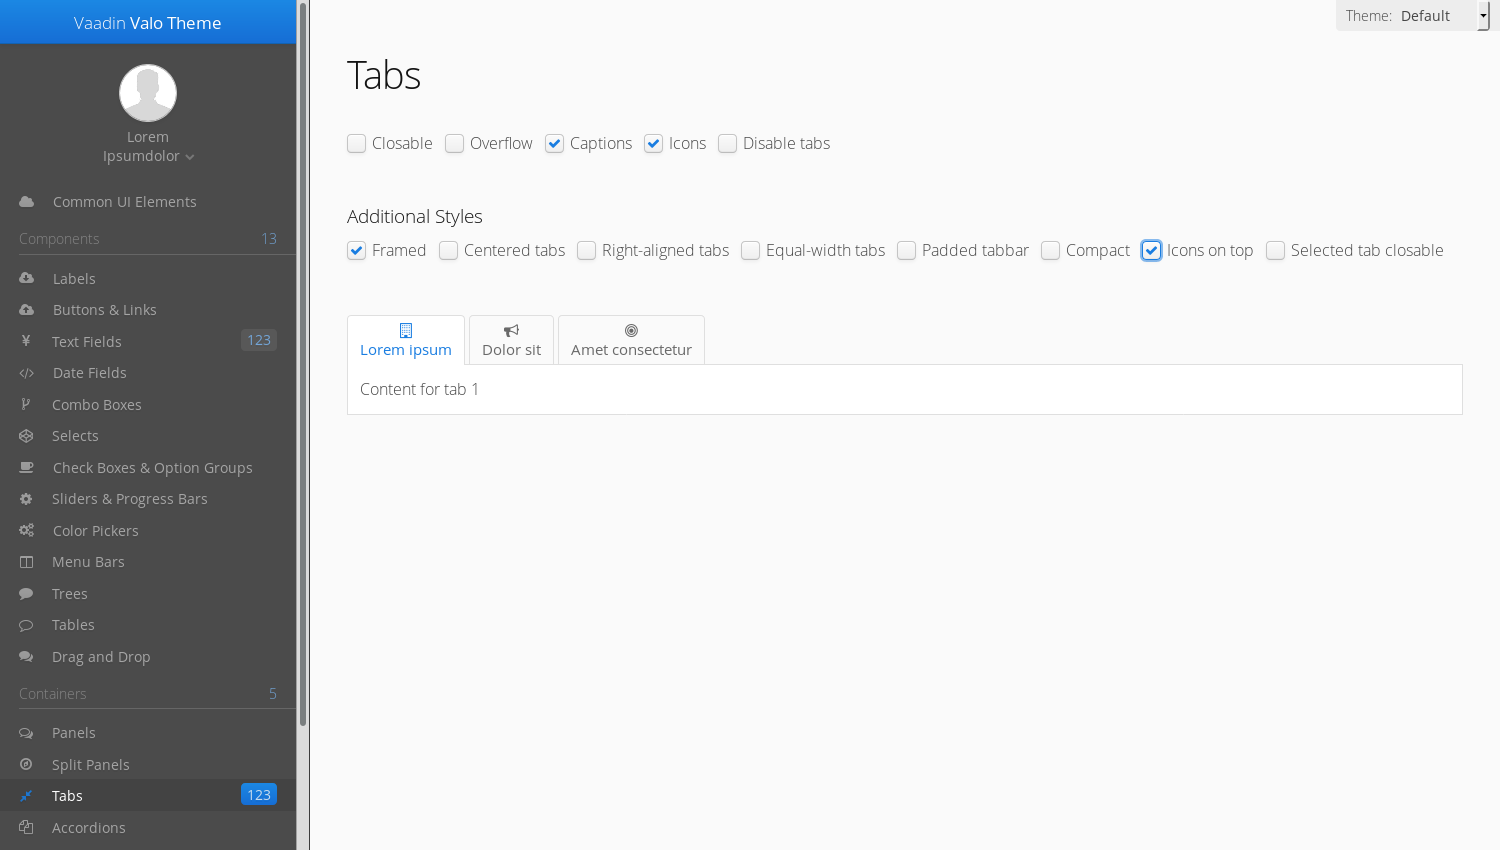 Vaadin Valo Theme
Lorem
Ipsumdolor
Common UI Elements
Components 13
Labels
Buttons & Links
Text Fields 123
Date Fields
Combo Boxes
Selects
Check Boxes & Option Groups
Sliders & Progress Bars
Color Pickers
Menu Bars
Trees
Tables
Drag and Drop
Containers 5
Panels
Split Panels
Tabs 123
Accordions
Theme: Default
Tabs
Closable Overflow Captions Icons Disable tabs
Additional Styles
Framed Centered tabs Right-aligned tabs Equal-width tabs Padded tabbar Compact Icons on top Selected tab closable
Lorem ipsum Dolor sit Amet consectetur
Content for tab 1